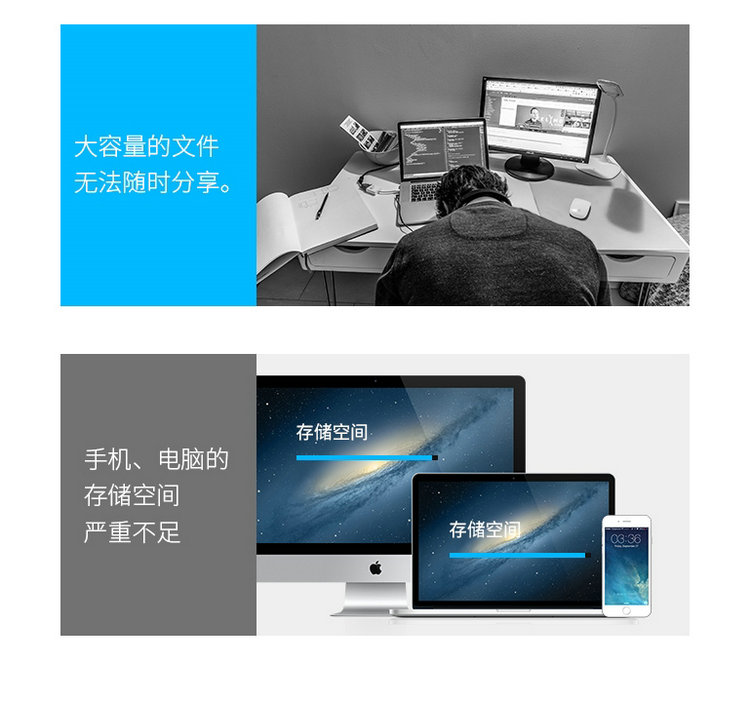 大容量的文件
无法随时分享。
手机、电脑的
存储空间
严重不足
存储空间
存储空间
03:36